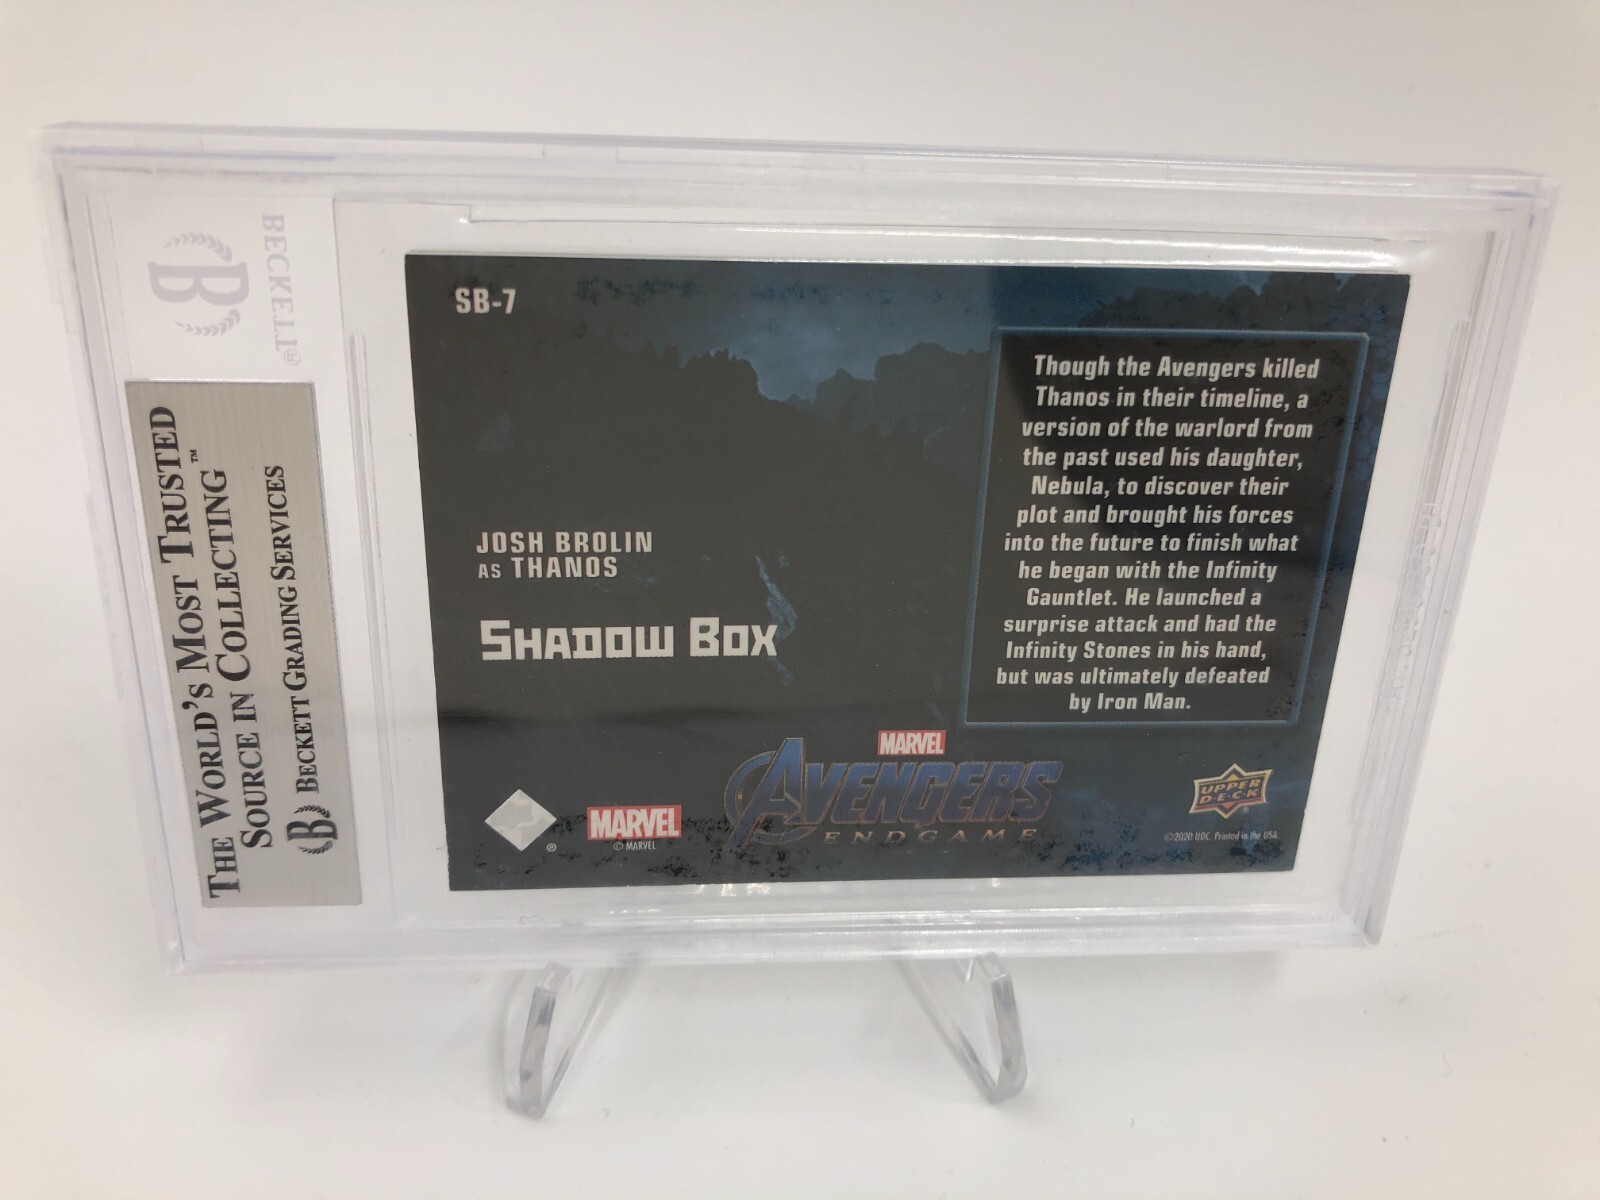 BECKETT®
B
THE WORLD'S MOST TRUSTED
SOURCE IN COLLECTING™
B BECKETT GRADING SERVICES
SB-7
JOSH BROLIN
AS THANOS
SHADOW BOX
Though the Avengers killed
Thanos in their timeline, a
version of the warlord from
the past used his daughter,
Nebula, to discover their
plot and brought his forces
into the future to finish what
he began with the Infinity
Gauntlet. He launched a
surprise attack and had the
Infinity Stones in his hand,
but was ultimately defeated
by Iron Man.
®
MARVEL
© MARVEL
MARVEL
AVENGERS
ENDGAME
UPPER
D·E·C·K
®
©2020 UDC. Printed in the USA.